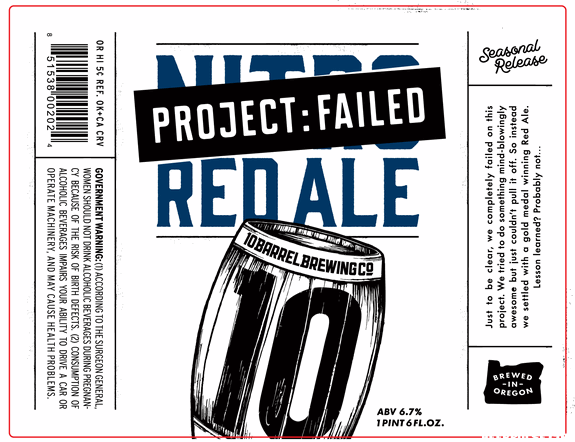 OR HI 5¢ REF. OK+CA CRV
8 51538 00202 4
GOVERNMENT WARNING: (1) ACCORDING TO THE SURGEON GENERAL,
WOMEN SHOULD NOT DRINK ALCOHOLIC BEVERAGES DURING PREGNAN-
CY BECAUSE OF THE RISK OF BIRTH DEFECTS. (2) CONSUMPTION OF
ALCOHOLIC BEVERAGES IMPAIRS YOUR ABILITY TO DRIVE A CAR OR
OPERATE MACHINERY, AND MAY CAUSE HEALTH PROBLEMS.
NITRO
PROJECT: FAILED
RED ALE
10 BARREL BREWING CO
10
ABV 6.7%
1 PINT 6 FL. OZ.
Seasonal
Release
Just to be clear, we completely failed on this
project. We tried to do something mind-blowingly
awesome but just couldn't pull it off. So instead
we settled with a gold medal winning Red Ale.
Lesson learned? Probably not...
BREWED
-IN-
OREGON